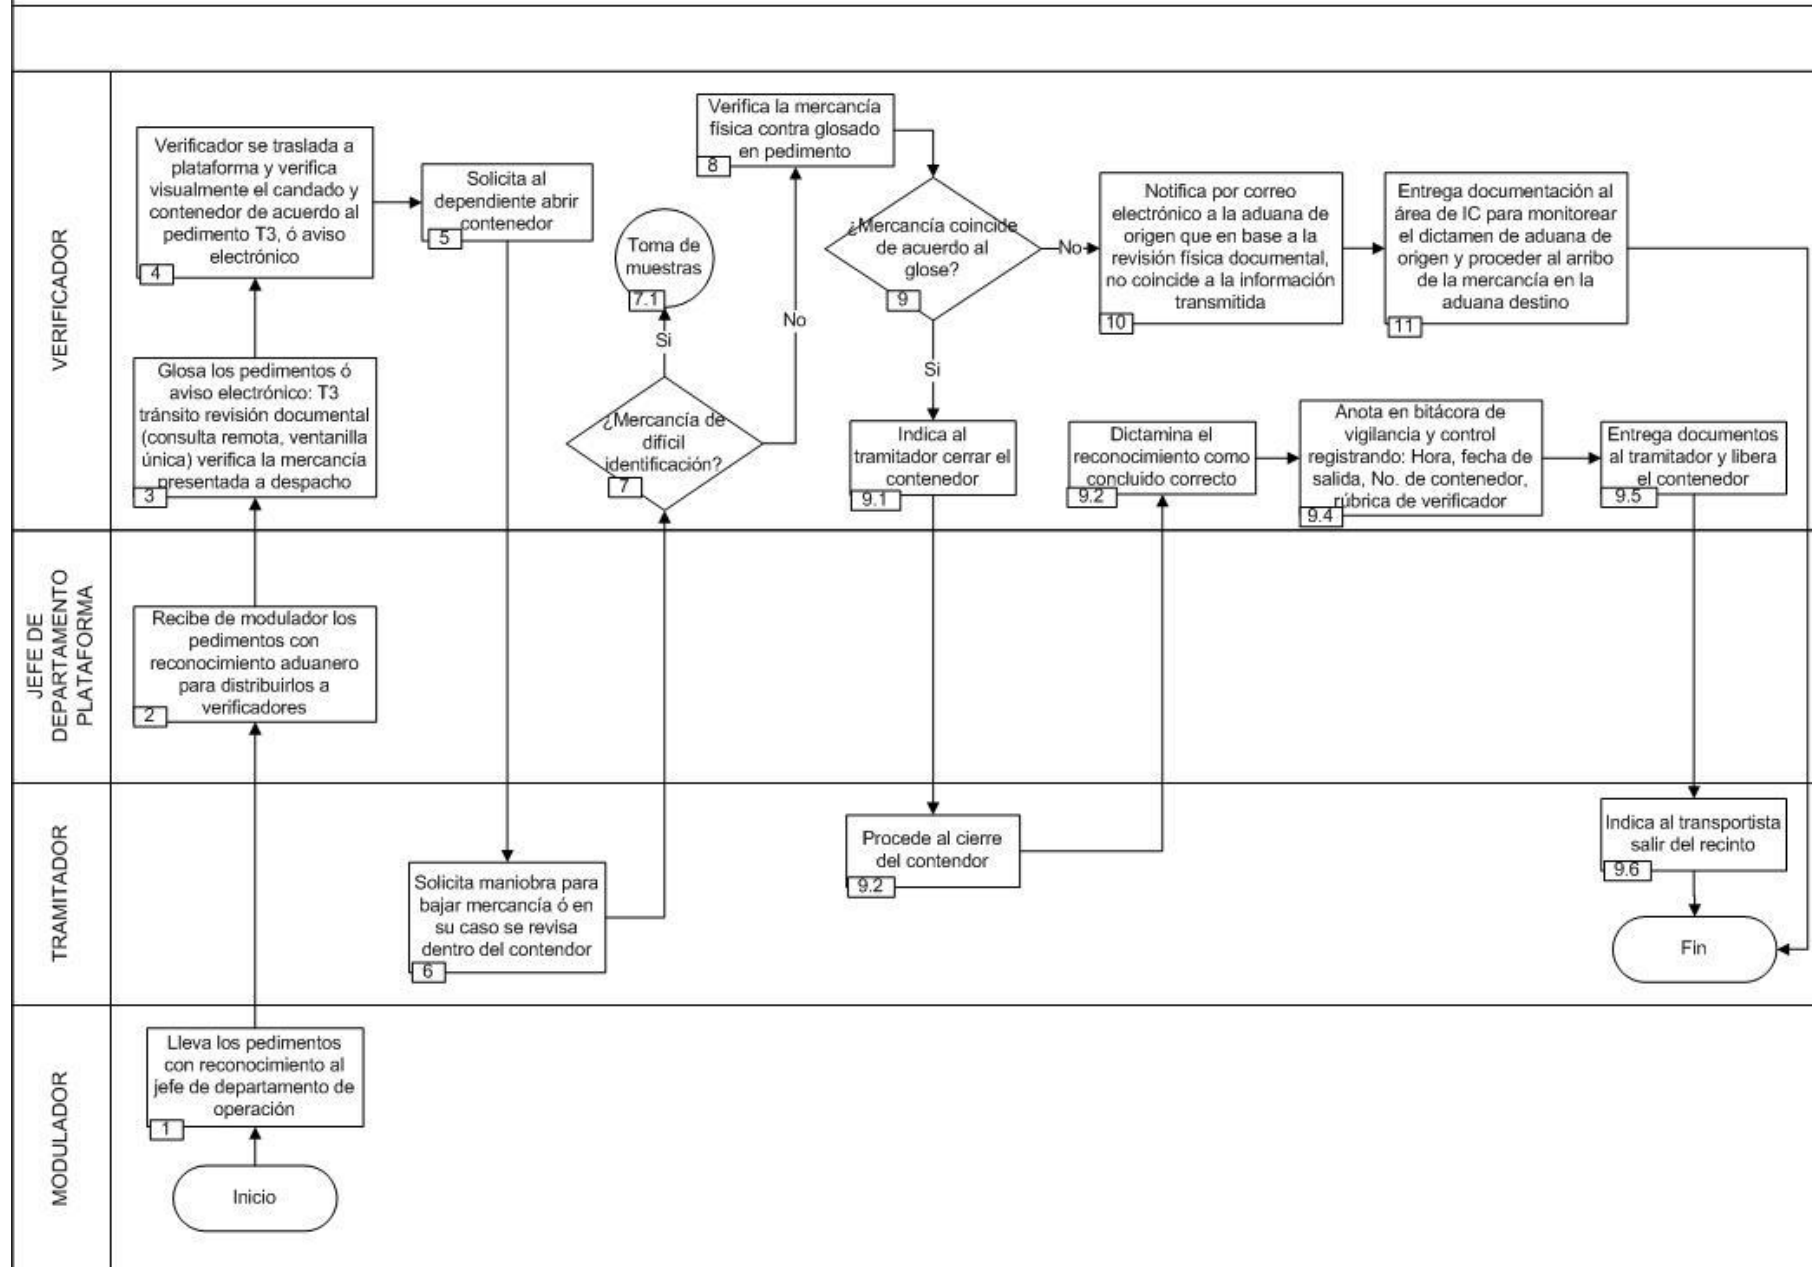 VERIFICADOR
Verificador se traslada a
plataforma y verifica
visualmente el candado y
contenedor de acuerdo al
pedimento T3, ó aviso
electrónico
4
Solicita al
dependiente abrir
contenedor
5
Toma de
muestras
7.1
Si
¿Mercancía de
difícil
identificación?
7
No
Verifica la mercancía
física contra glosado
en pedimento
8
¿Mercancía coincide
de acuerdo al
glose?
9
No
Si
Notifica por correo
electrónico a la aduana de
origen que en base a la
revisión física documental,
no coincide a la información
transmitida
10
Entrega documentación al
área de IC para monitorear
el dictamen de aduana de
origen y proceder al arribo
de la mercancía en la
aduana destino
11
Glosa los pedimentos ó
aviso electrónico: T3
tránsito revisión documental
(consulta remota, ventanilla
única) verifica la mercancía
presentada a despacho
3
Indica al
tramitador cerrar el
contenedor
9.1
Dictamina el
reconocimiento como
concluido correcto
9.2
Anota en bitácora de
vigilancia y control
registrando: Hora, fecha de
salida, No. de contenedor,
rúbrica de verificador
9.4
Entrega documentos
al tramitador y libera
el contenedor
9.5
JEFE DE
DEPARTAMENTO
PLATAFORMA
Recibe de modulador los
pedimentos con
reconocimiento aduanero
para distribuirlos a
verificadores
2
TRAMITADOR
Solicita maniobra para
bajar mercancía ó en
su caso se revisa
dentro del contendor
6
Procede al cierre
del contendor
9.2
Indica al transportista
salir del recinto
9.6
Fin
MODULADOR
Lleva los pedimentos
con reconocimiento al
jefe de departamento de
operación
1
Inicio